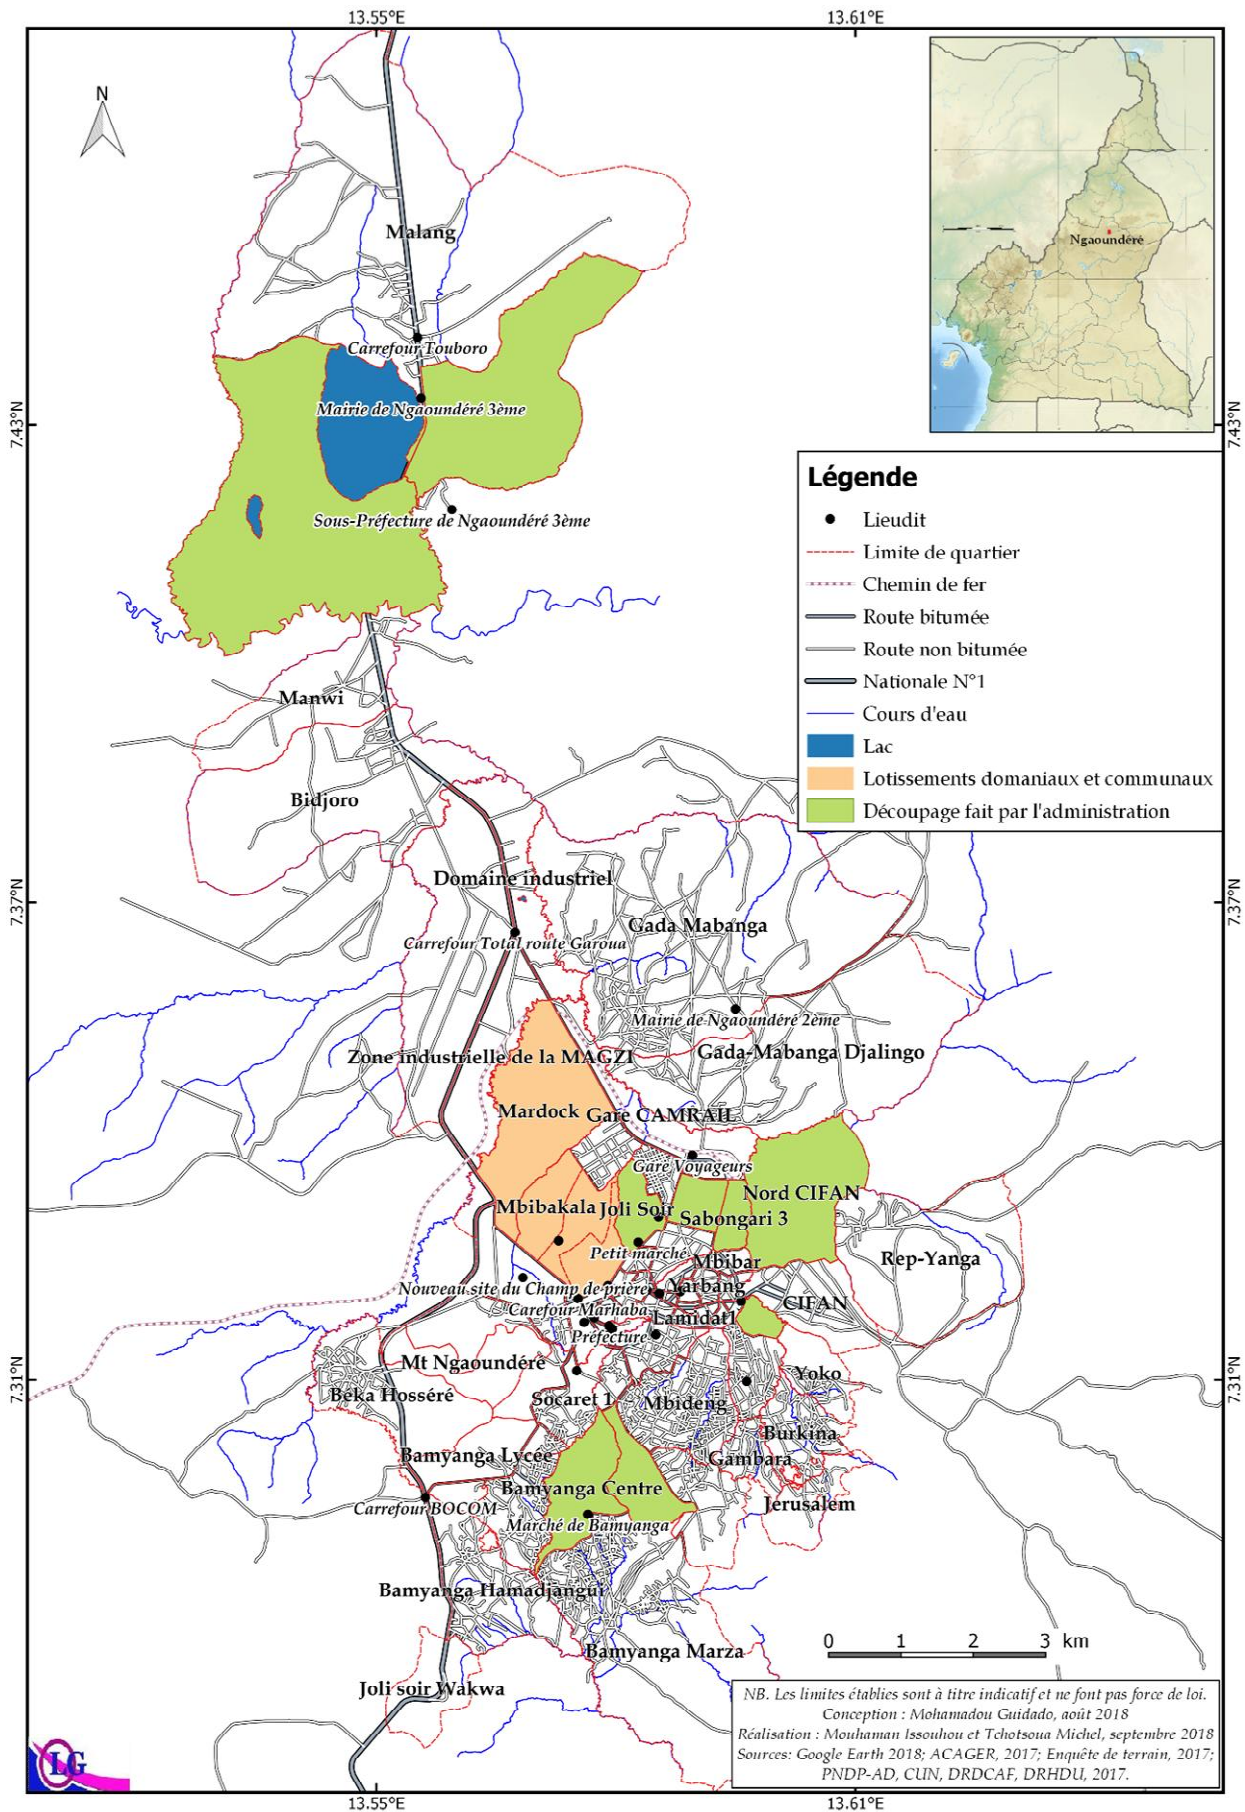 13.55°E
13.61°E
N
Ngaoundéré
Malang
Carrefour Touboro
Mairie de Ngaoundéré 3ème
7.43°N
7.43°N
Légende
Lieudit
Limite de quartier
Chemin de fer
Route bitumée
Route non bitumée
Nationale N°1
Cours d'eau
Lac
Lotissements domaniaux et communaux
Découpage fait par l'administration
Sous-Préfecture de Ngaoundéré 3ème
Manwi
Bidjoro
Domaine industriel
7.37°N
7.37°N
Gada Mabanga
Carrefour Total route Garoua
Mairie de Ngaoundéré 2ème
Gada-Mabanga Djalingo
Zone industrielle de la MAGZI
Mardock
Gare CAMRAIL
Gare Voyageurs
Nord CIFAN
Mbibakala
Joli Soir
Sabongari 3
Petit marché
Mbibar
Rep-Yanga
Nouveau site du Champ de prière
Yarbang
CIFAN
Carefour Marhaba
Lamidat1
Préfecture
Mt Ngaoundéré
Yoko
7.31°N
7.31°N
Béka Hosséré
Socaret 1
Mbideng
Burkina
Bamyanga Lycée
Gambara
Bamyanga Centre
Jerusalem
Carrefour BOCOM
Marché de Bamyanga
Bamyanga Hamadjangui
Bamyanga Marza
0 1 2 3 km
Joli soir Wakwa
NB. Les limites établies sont à titre indicatif et ne font pas force de loi.
Conception : Mohamadou Guidado, août 2018
Réalisation : Mouhaman Issouhou et Tchotsoua Michel, septembre 2018
Sources: Google Earth 2018; ACAGER, 2017; Enquête de terrain, 2017;
PNDP-AD, CUN, DRDCAF, DRHDU, 2017.
LG
13.55°E
13.61°E